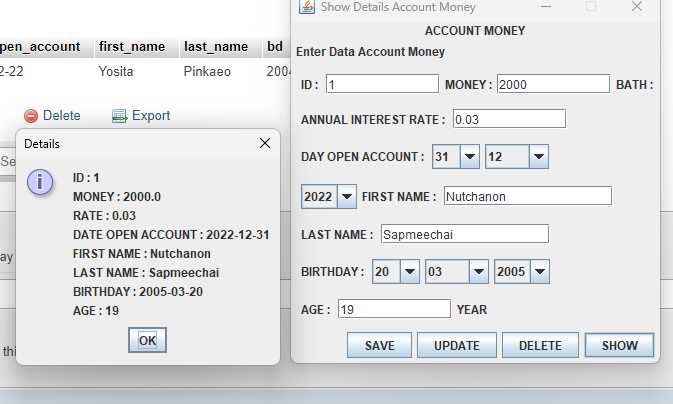 Show Details Account Money
ACCOUNT MONEY
Enter Data Account Money
ID : 1 MONEY : 2000 BATH :
ANNUAL INTEREST RATE : 0.03
DAY OPEN ACCOUNT : 31 12
2022 FIRST NAME : Nutchanon
LAST NAME : Sapmeechai
BIRTHDAY : 20 03 2005
AGE : 19 YEAR
SAVE UPDATE DELETE SHOW
pen_account first_name last_name bd
2-22 Yosita Pinkaeo 2004
Delete Export
Details
ID : 1
MONEY : 2000.0
RATE : 0.03
DATE OPEN ACCOUNT : 2022-12-31
FIRST NAME : Nutchanon
LAST NAME : Sapmeechai
BIRTHDAY : 2005-03-20
AGE : 19
OK
Se
ay
thi